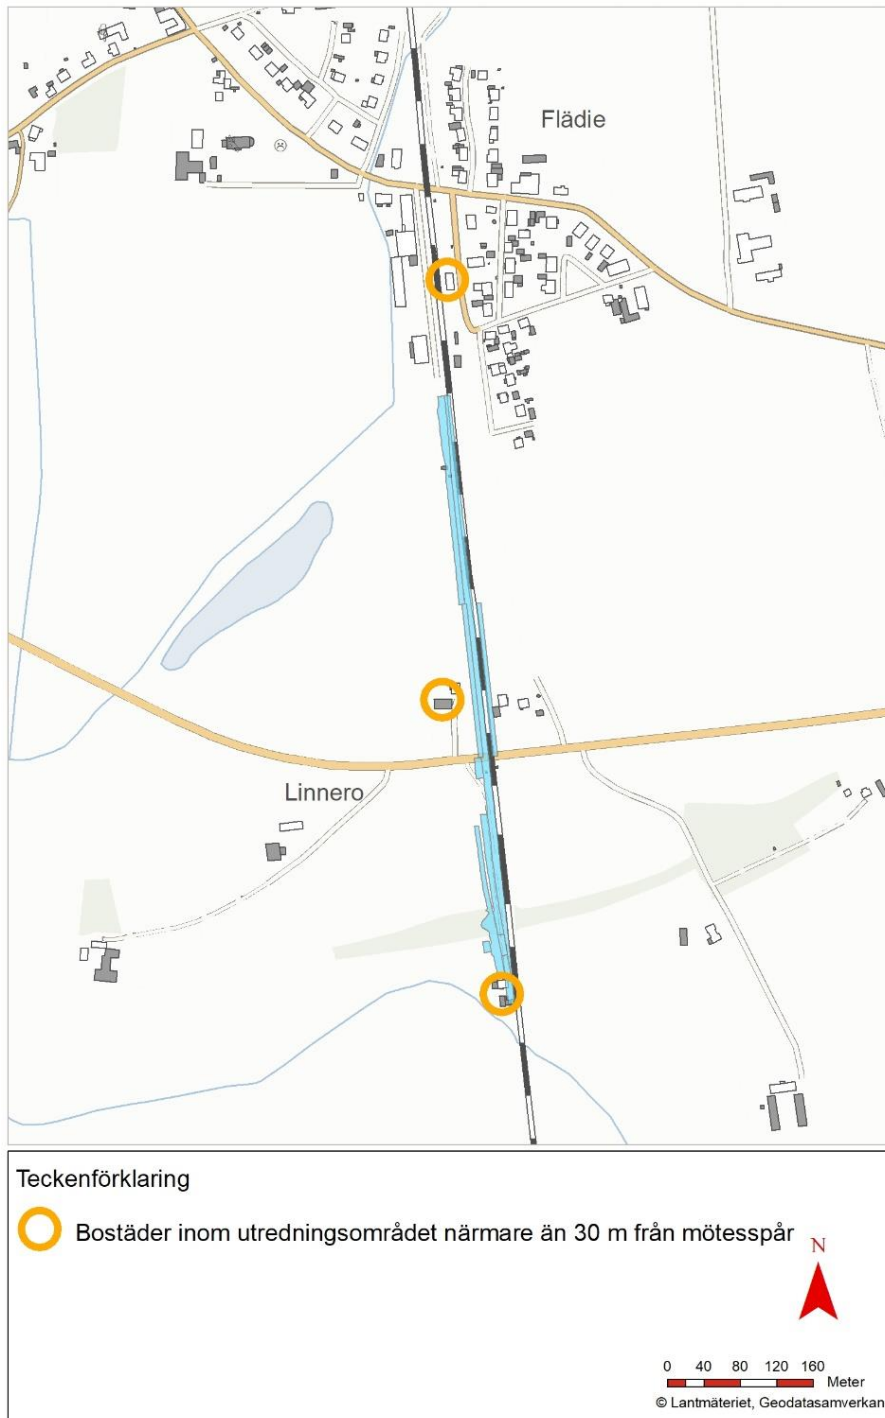 Flädie
Linnero
Teckenförklaring
Bostäder inom utredningsområdet närmare än 30 m från mötesspår
N
0 40 80 120 160
Meter
© Lantmäteriet, Geodatasamverkan